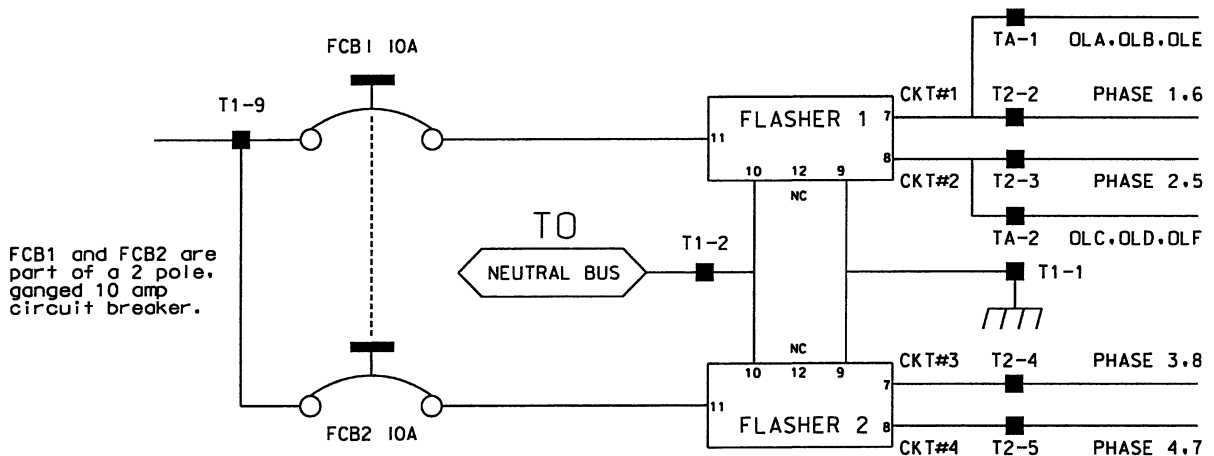 TA-1 OLA.OLB.OLE
FCB1 10A
T1-9
CKT#1 T2-2 PHASE 1.6
FLASHER 1
7
11
8
10 12 9
NC
CKT#2 T2-3 PHASE 2.5
TA-2 OLC.OLD.OLF
TO
NEUTRAL BUS
T1-2
T1-1
FCB1 and FCB2 are
part of a 2 pole.
ganged 10 amp
circuit breaker.
NC
10 12 9
CKT#3 T2-4 PHASE 3.8
7
11
FLASHER 2
8
FCB2 10A
CKT#4 T2-5 PHASE 4.7